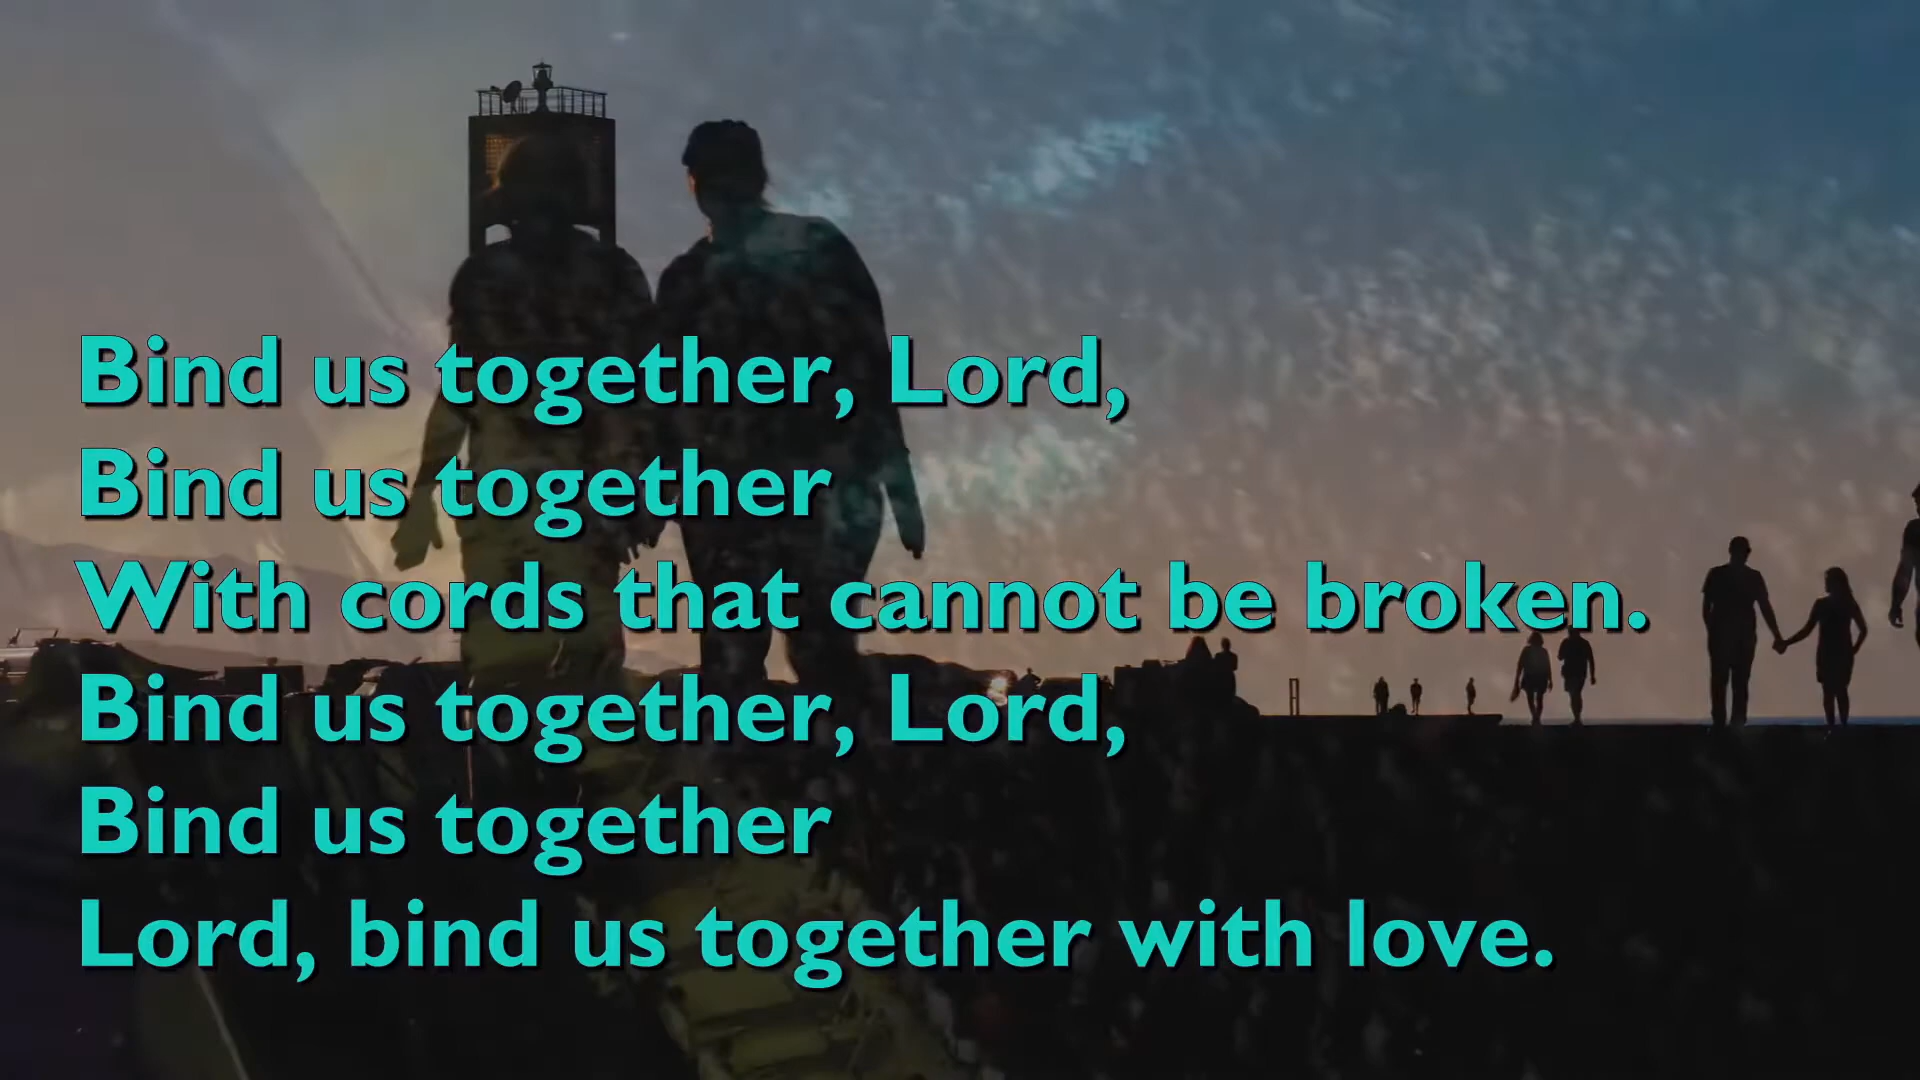 Bind us together, Lord,
Bind us together
With cords that cannot be broken.
Bind us together, Lord,
Bind us together
Lord, bind us together with love.